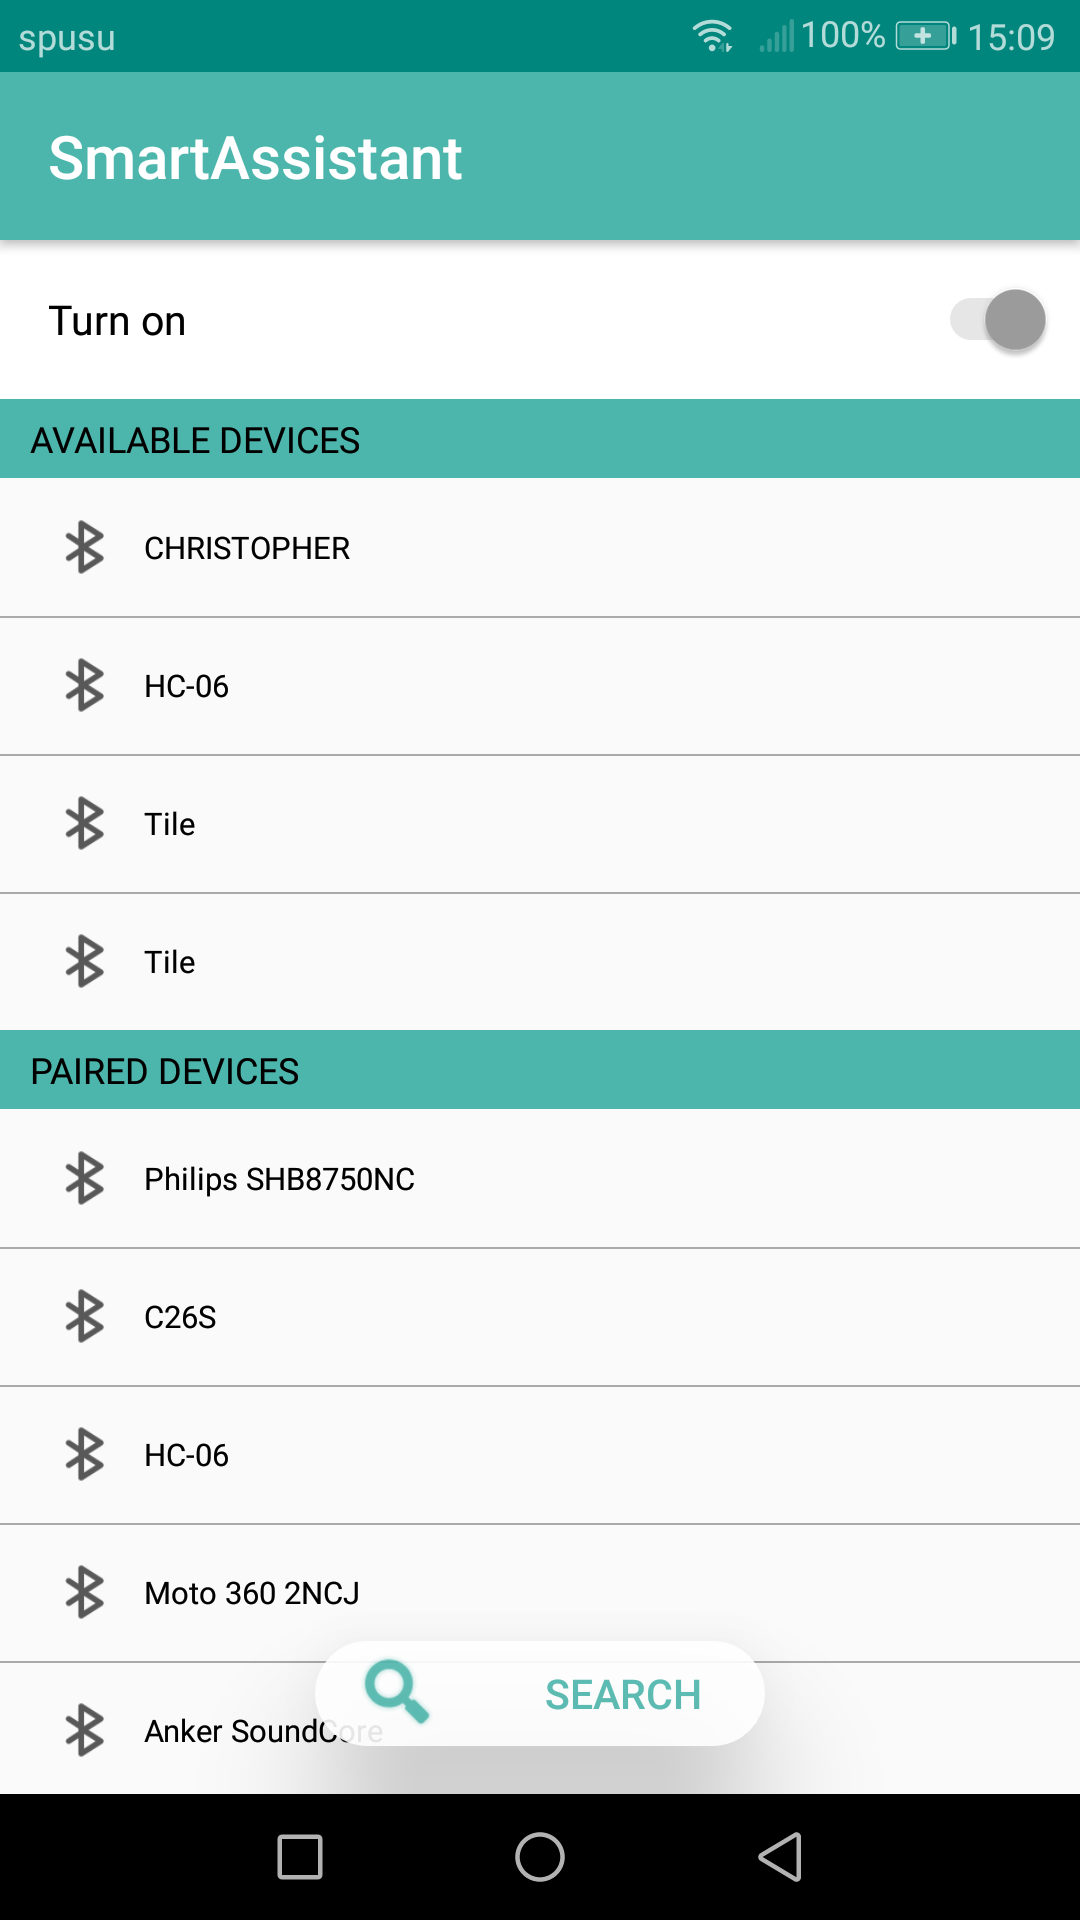 spusu 100% 15:09
SmartAssistant
Turn on
AVAILABLE DEVICES
CHRISTOPHER
HC-06
Tile
Tile
PAIRED DEVICES
Philips SHB8750NC
C26S
HC-06
Moto 360 2NCJ
SEARCH
Anker SoundCore